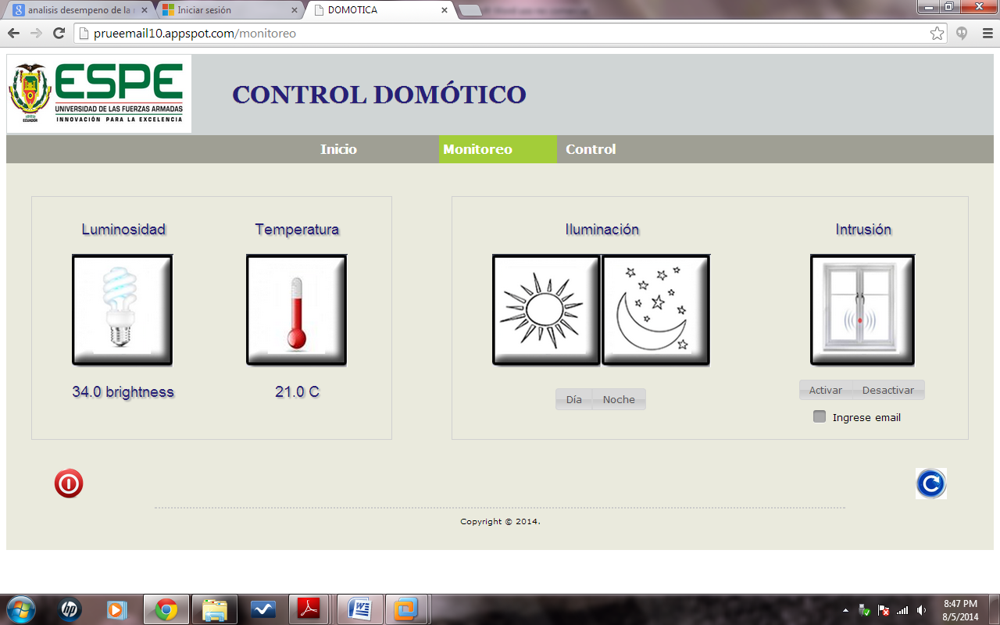 analisis desempeno de la
Iniciar sesión
DOMOTICA
prueemail10.appspot.com/monitoreo
ESPE
UNIVERSIDAD DE LAS FUERZAS ARMADAS
INNOVACIÓN PARA LA EXCELENCIA
ECUADOR
CONTROL DOMÓTICO
Inicio
Monitoreo
Control
Luminosidad
Temperatura
34.0 brightness
21.0 C
Iluminación
Intrusión
Día
Noche
Activar
Desactivar
Ingrese email
Copyright © 2014.
8:47 PM
8/5/2014